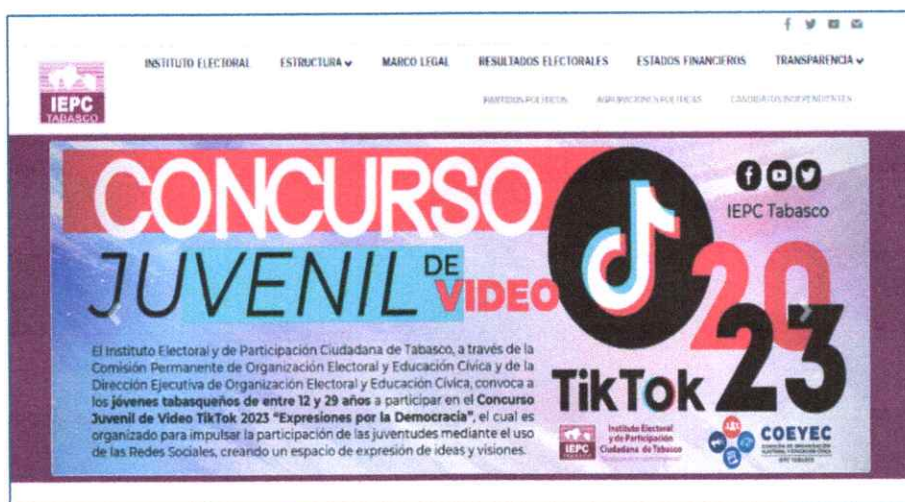 INSTITUTO ELECTORAL ESTRUCTURA MARCO LEGAL RESULTADOS ELECTORALES ESTADOS FINANCIEROS TRANSPARENCIA
PARTIDOS POLÍTICOS AGRUPACIONES POLÍTICAS CANDIDATOS INDEPENDIENTES
IEPC
TABASCO
CONCURSO
JUVENIL DE VIDEO
IEPC Tabasco
2023
TikTok
El Instituto Electoral y de Participación Ciudadana de Tabasco, a través de la
Comisión Permanente de Organización Electoral y Educación Cívica y de la
Dirección Ejecutiva de Organización Electoral y Educación Cívica, convoca a
los jóvenes tabasqueños de entre 12 y 29 años a participar en el Concurso
Juvenil de Video TikTok 2023 "Expresiones por la Democracia", el cual es
organizado para impulsar la participación de las juventudes mediante el uso
de las Redes Sociales, creando un espacio de expresión de ideas y visiones.
IEPC
TABASCO
Instituto Electoral
y de Participación
Ciudadana de Tabasco
COEYEC
IEPC TABASCO